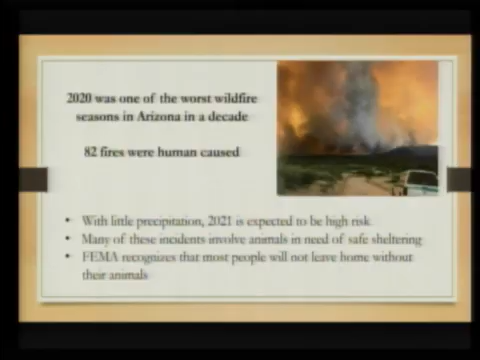 2020 was one of the worst wildfire
seasons in Arizona in a decade
82 fires were human caused
• With little precipitation, 2021 is expected to be high risk
• Many of these incidents involve animals in need of safe sheltering
• FEMA recognizes that most people will not leave home without
their animals